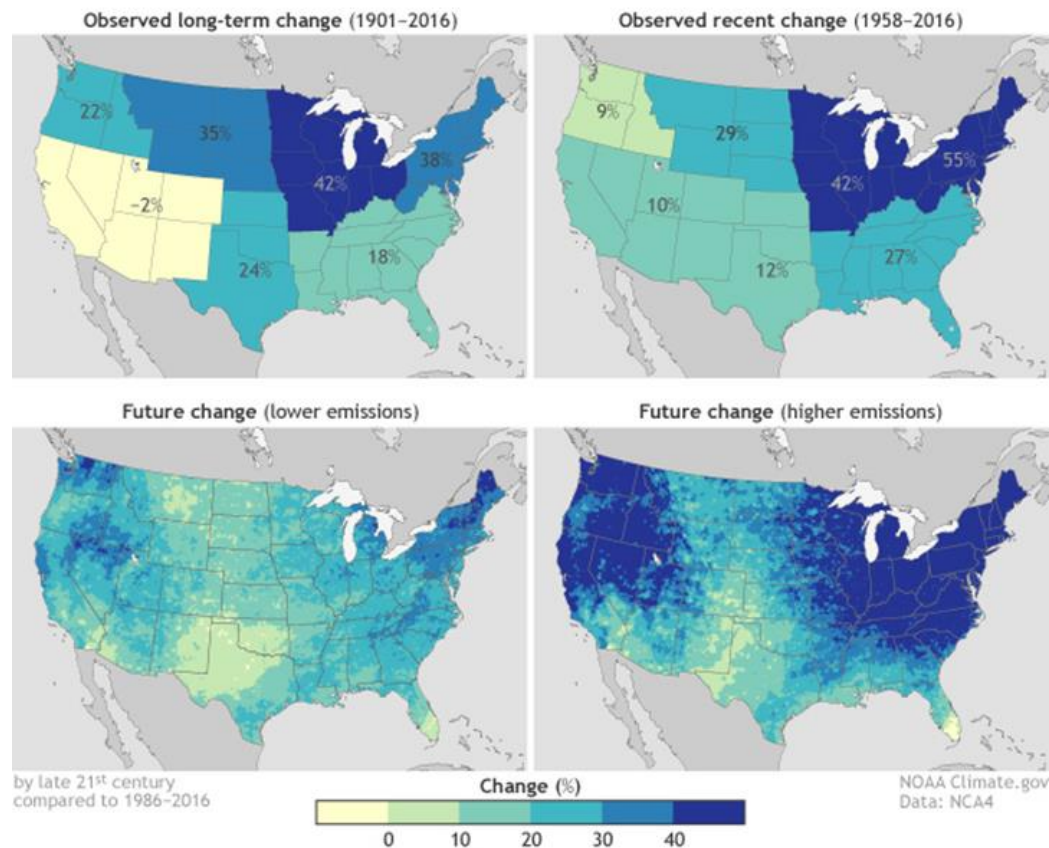 Observed long-term change (1901–2016)
Observed recent change (1958–2016)
22%
35%
38%
42%
−2%
24%
18%
9%
29%
55%
42%
10%
12%
27%
Future change (lower emissions)
Future change (higher emissions)
by late 21st century
compared to 1986–2016
Change (%)
0 10 20 30 40
NOAA Climate.gov
Data: NCA4